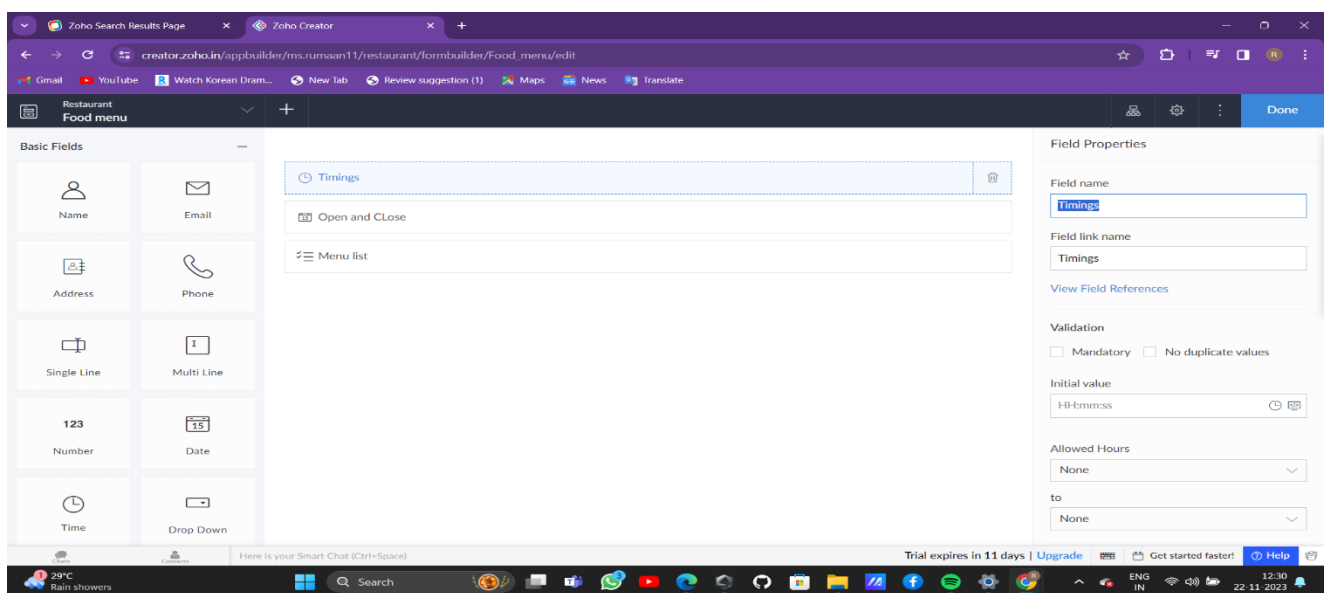 Zoho Search Results Page
Zoho Creator
creator.zoho.in/appbuilder/ms.rumaan11/restaurant/formbuilder/Food_menu/edit
R
Gmail YouTube R Watch Korean Dram... New Tab Review suggestion (1) Maps News Translate
Restaurant
Food menu
Done
Basic Fields
Name Email
Address Phone
Single Line Multi Line
123 15
Number Date
Time Drop Down
Timings
Open and CLose
Menu list
Field Properties
Field name
Timings
Field link name
Timings
View Field References
Validation
Mandatory No duplicate values
Initial value
HH:mm:ss
Allowed Hours
None
to
None
Chats Contacts Here is your Smart Chat (Ctrl+Space) Trial expires in 11 days | Upgrade Get started faster! Help
1 29°C
Rain showers
Search
3
ENG
IN
12:30
22-11-2023